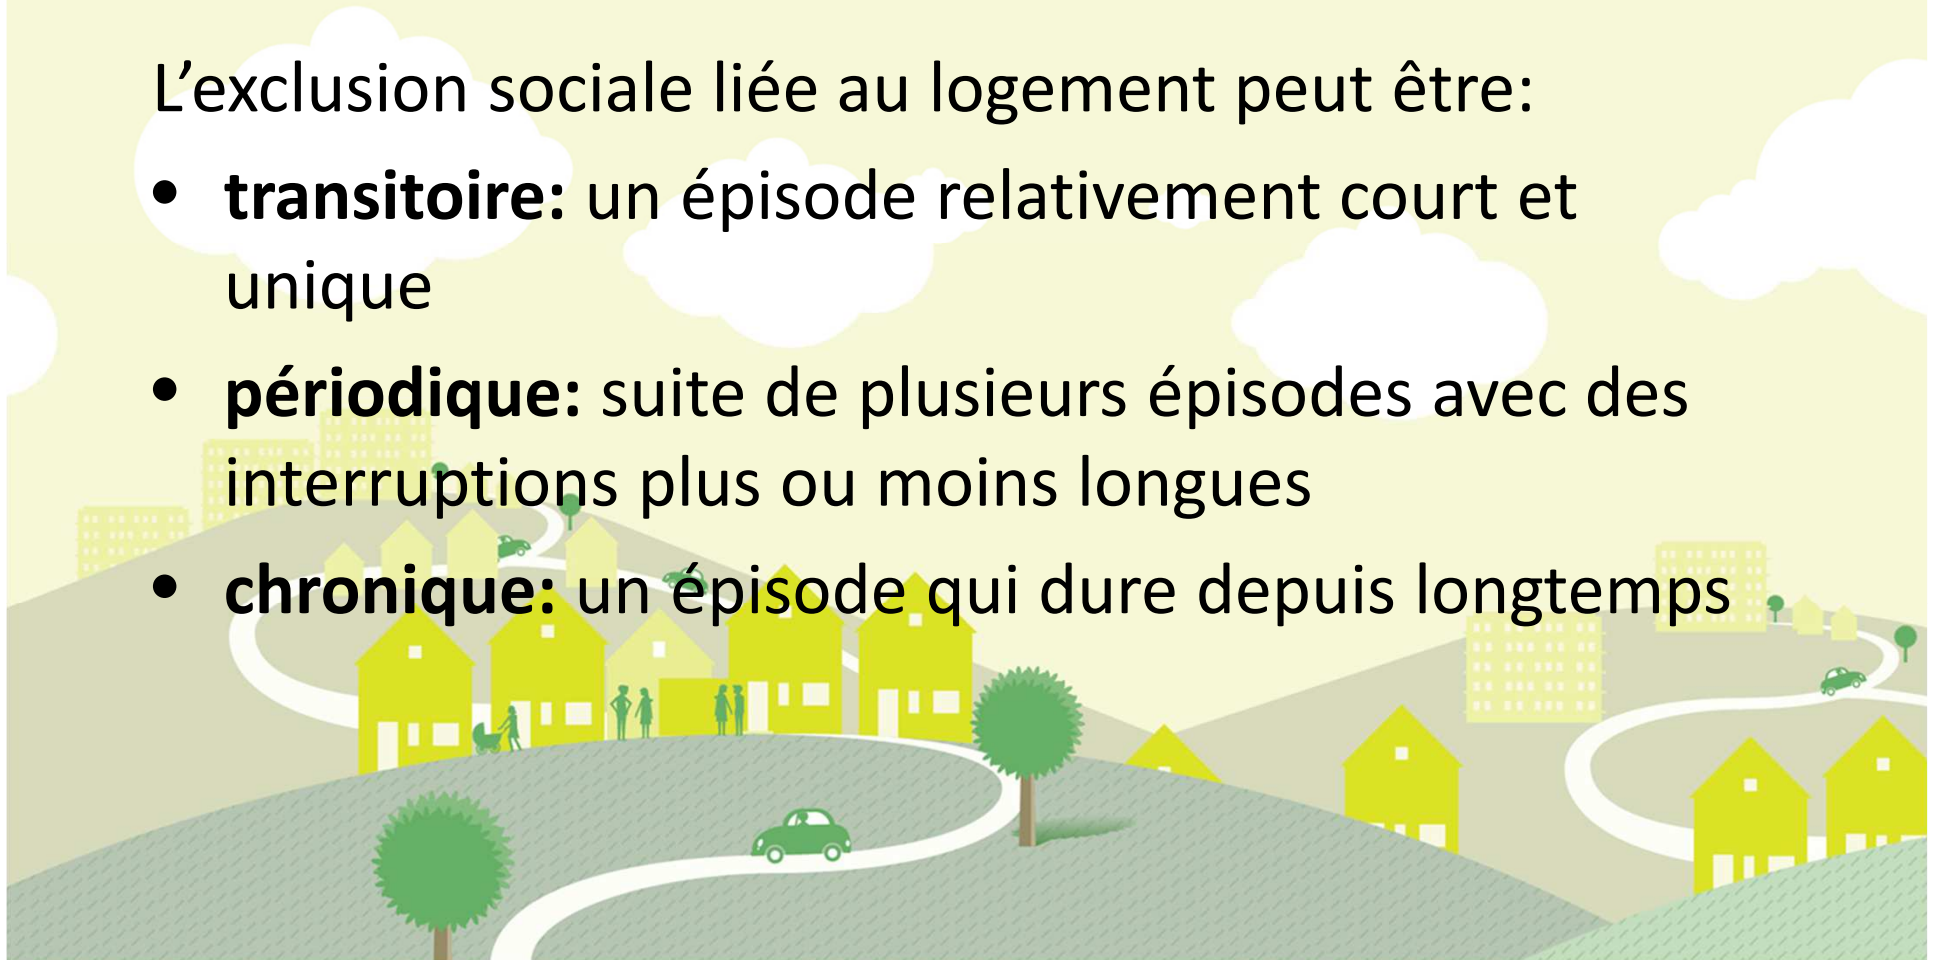 L’exclusion sociale liée au logement peut être:
• transitoire: un épisode relativement court et
unique
• périodique: suite de plusieurs épisodes avec des
interruptions plus ou moins longues
• chronique: un épisode qui dure depuis longtemps